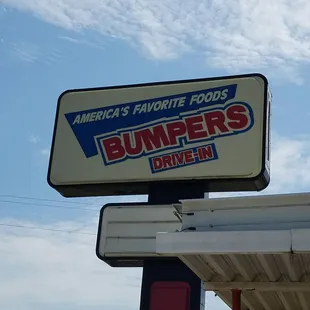 AMERICA'S FAVORITE FOODS
BUMPERS
DRIVE-IN